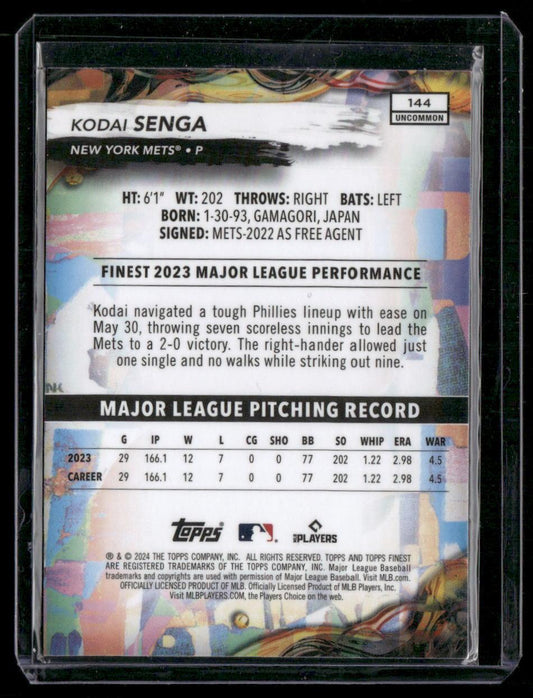 144
UNCOMMON
KODAI SENGA
NEW YORK METS® • P
HT: 6'1" WT: 202 THROWS: RIGHT BATS: LEFT
BORN: 1-30-93, GAMAGORI, JAPAN
SIGNED: METS-2022 AS FREE AGENT
FINEST 2023 MAJOR LEAGUE PERFORMANCE
Kodai navigated a tough Phillies lineup with ease on
May 30, throwing seven scoreless innings to lead the
Mets to a 2-0 victory. The right-hander allowed just
one single and no walks while striking out nine.
NK
MAJOR LEAGUE PITCHING RECORD
G IP W L CG SHO BB SO WHIP ERA WAR
2023 29 166.1 12 7 0 0 77 202 1.22 2.98 4.5
CAREER 29 166.1 12 7 0 0 77 202 1.22 2.98 4.5
Topps PLAYERS
® & © 2024 THE TOPPS COMPANY, INC. ALL RIGHTS RESERVED. TOPPS AND TOPPS FINEST
ARE REGISTERED TRADEMARKS OF THE TOPPS COMPANY, INC. Major League Baseball
trademarks and copyrights are used with permission of Major League Baseball. Visit MLB.com.
OFFICIALLY LICENSED PRODUCT OF MLB. Officially Licensed Product of MLB Players, Inc.
Visit MLBPLAYERS.com, the Players Choice on the web.